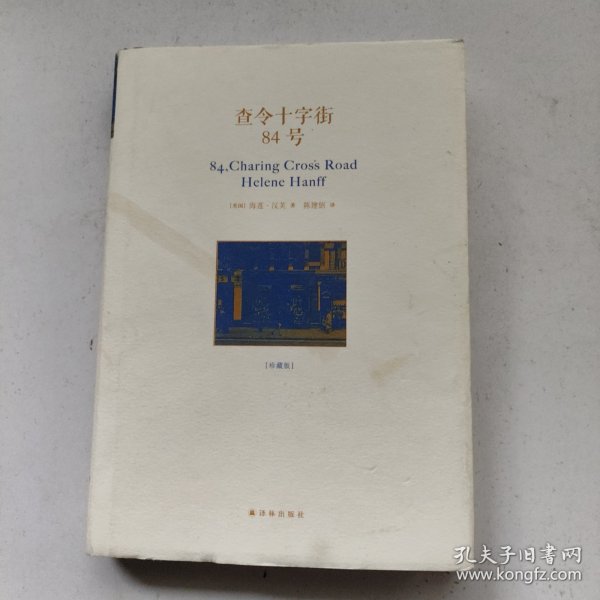 查令十字街
84号
84, Charing Cross Road
Helene Hanff
[美国] 海莲·汉芙 著 陈建铭 译
[珍藏版]
译林出版社
孔夫子旧书网
www.kongfz.com